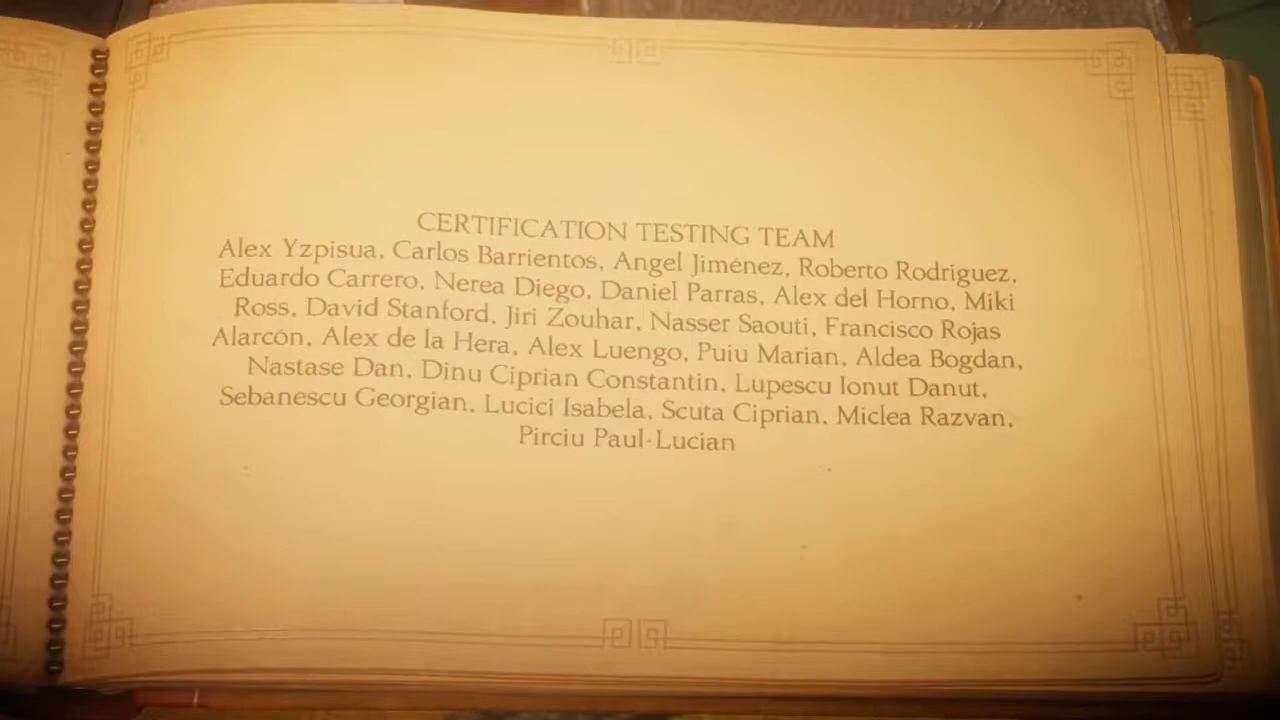 CERTIFICATION TESTING TEAM
Alex Yzpisua, Carlos Barrientos, Angel Jiménez, Roberto Rodriguez,
Eduardo Carrero, Nerea Diego, Daniel Parras, Alex del Horno, Miki
Ross, David Stanford, Jiri Zouhar, Nasser Saouti, Francisco Rojas
Alarcón, Alex de la Hera, Alex Luengo, Puiu Marian, Aldea Bogdan,
Nastase Dan, Dinu Ciprian Constantin, Lupescu Ionut Danut,
Sebanescu Georgian, Lucici Isabela, Scuta Ciprian, Miclea Razvan,
Pirciu Paul-Lucian